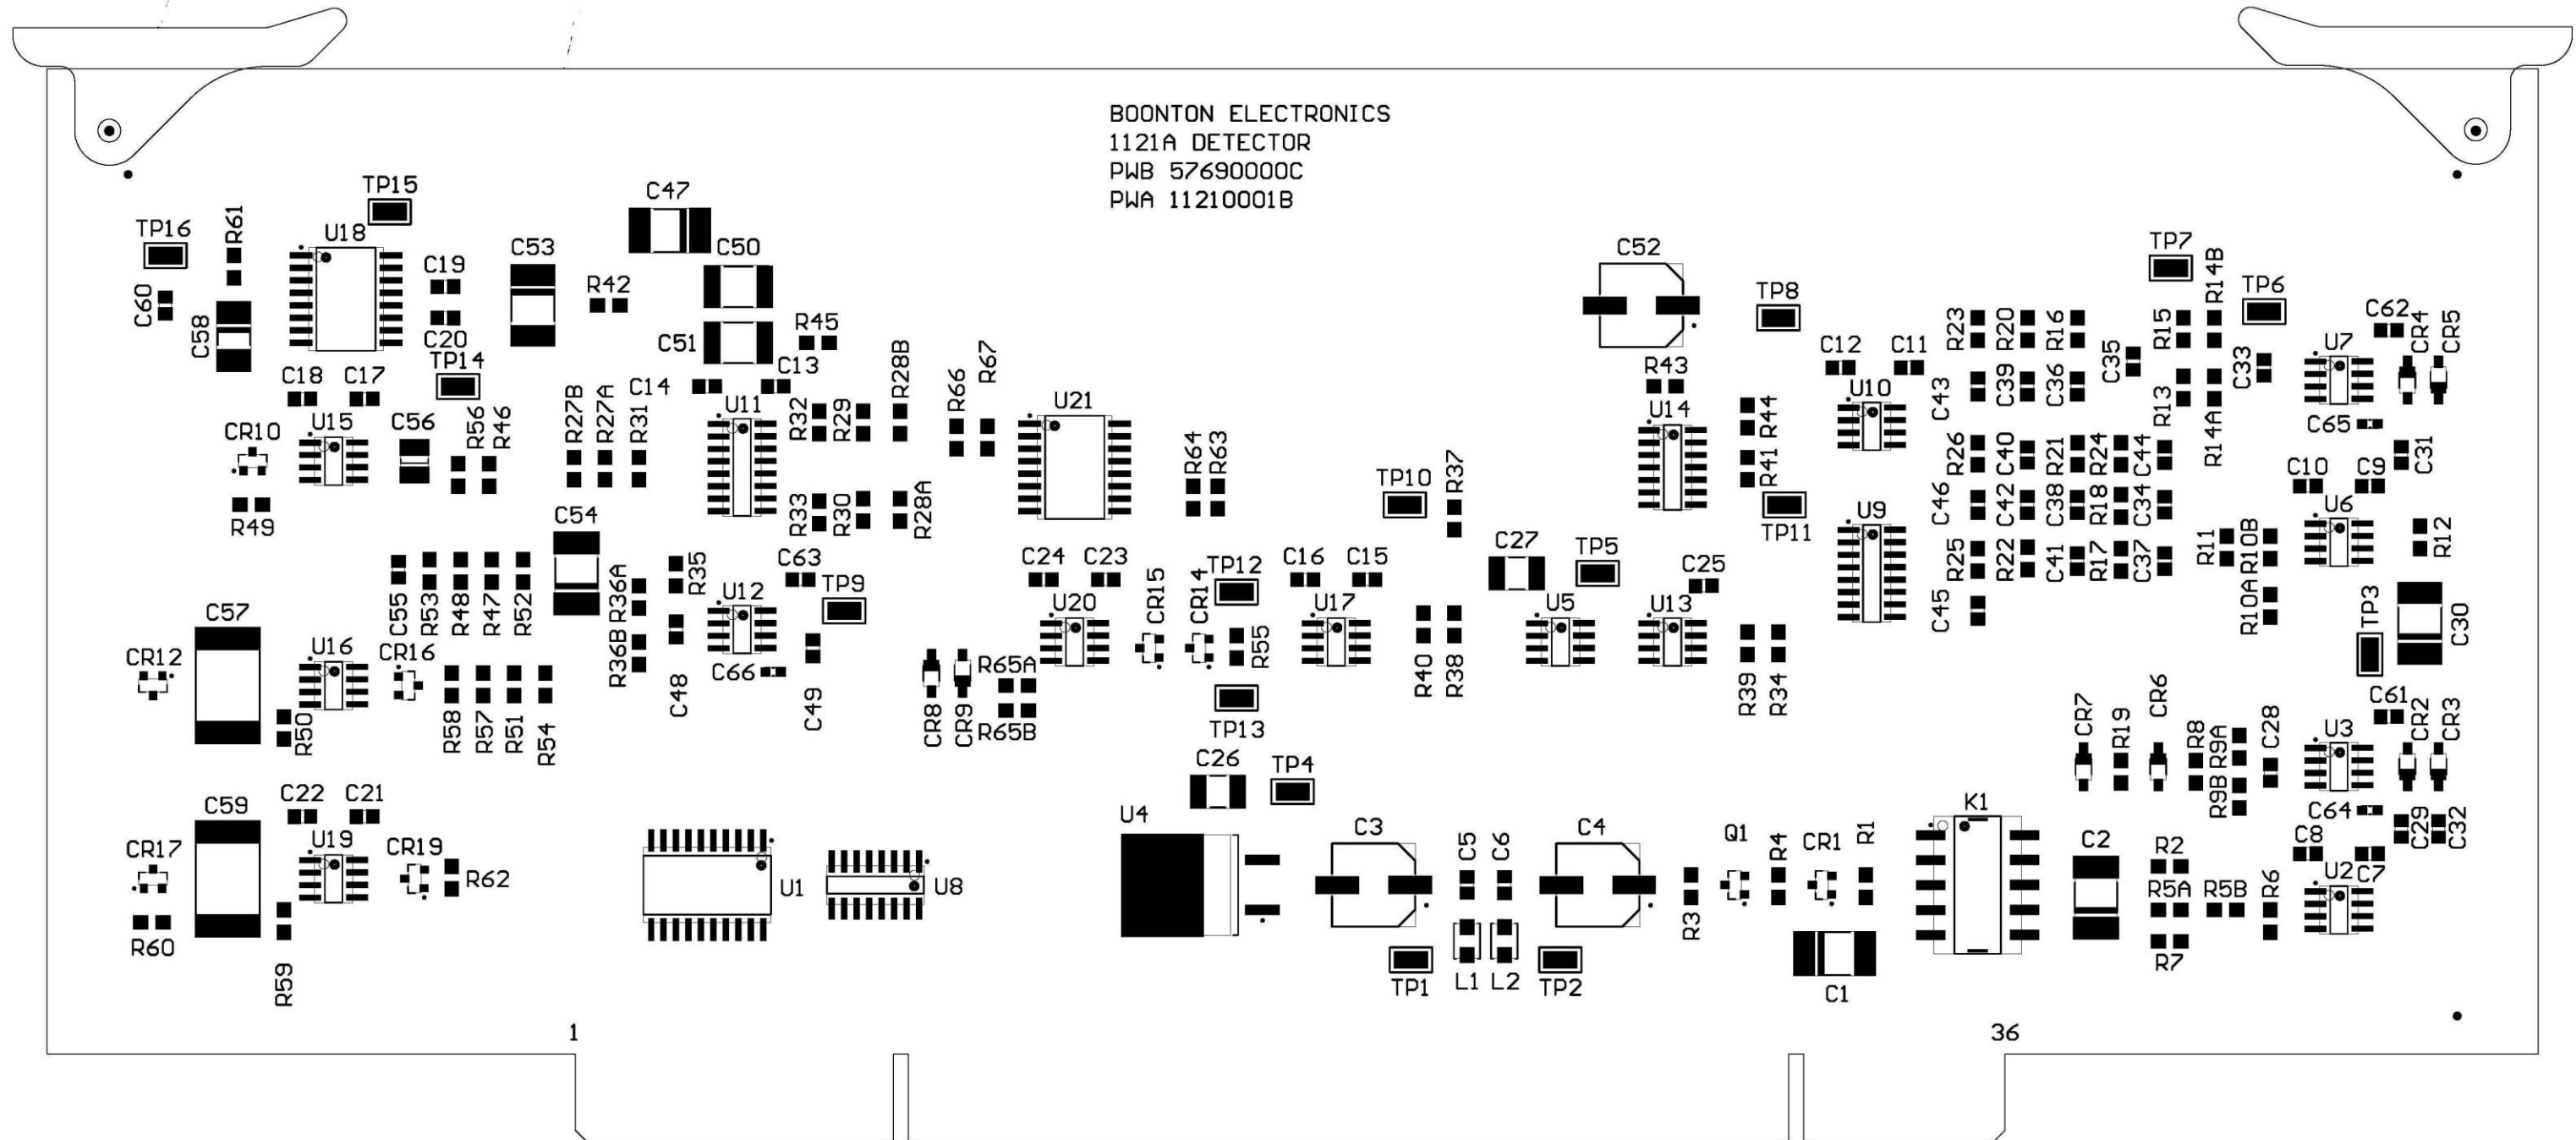 BOONTON ELECTRONICS
1121A DETECTOR
PWB 57690000C
PWA 11210001B
TP15
C47
TP16
R61
U18
C53
C50
C52
TP7
R14B
TP6
C19
C60
R42
TP8
C62
CR4
CR5
C58
C20
C51
R45
R23
R20
R16
R15
C35
C33
U7
TP14
C13
R28B
R67
R66
R43
C12
C11
C18
C17
C14
R27B
R27A
R31
U11
R32
R29
U21
U14
R44
U10
C43
C39
C36
R13
R14A
C65
CR10
U15
C56
R56
R46
R64
R63
TP10
R37
R41
R26
C40
R21
R24
C44
C31
C10
C9
R49
C54
R33
R30
R28A
TP11
U9
C46
C42
C38
R18
C34
U6
R12
C55
R53
R48
R47
R52
R36A
R35
C63
TP9
C24
C23
CR15
CR14
TP12
C16
C15
C27
TP5
C25
R25
R22
C41
R17
C37
R11
R10B
R10A
C57
U12
U20
U17
U5
U13
C45
TP3
C30
CR12
U16
CR16
R36B
C66
R55
R65A
R40
R38
R39
R34
C61
R50
R58
R57
R51
R54
C48
C49
CR8
CR9
R65B
TP13
CR7
R19
CR6
R8
R9A
C28
U3
CR2
CR3
C26
TP4
C59
C22
C21
U4
C3
C5
C6
C4
Q1
R4
CR1
R1
K1
C2
R9B
C64
C29
C32
C8
CR17
U19
CR19
R62
U1
U8
R2
R5A
R5B
R6
U2
C7
R60
R59
R3
R7
TP1
L1
L2
TP2
C1
1
36